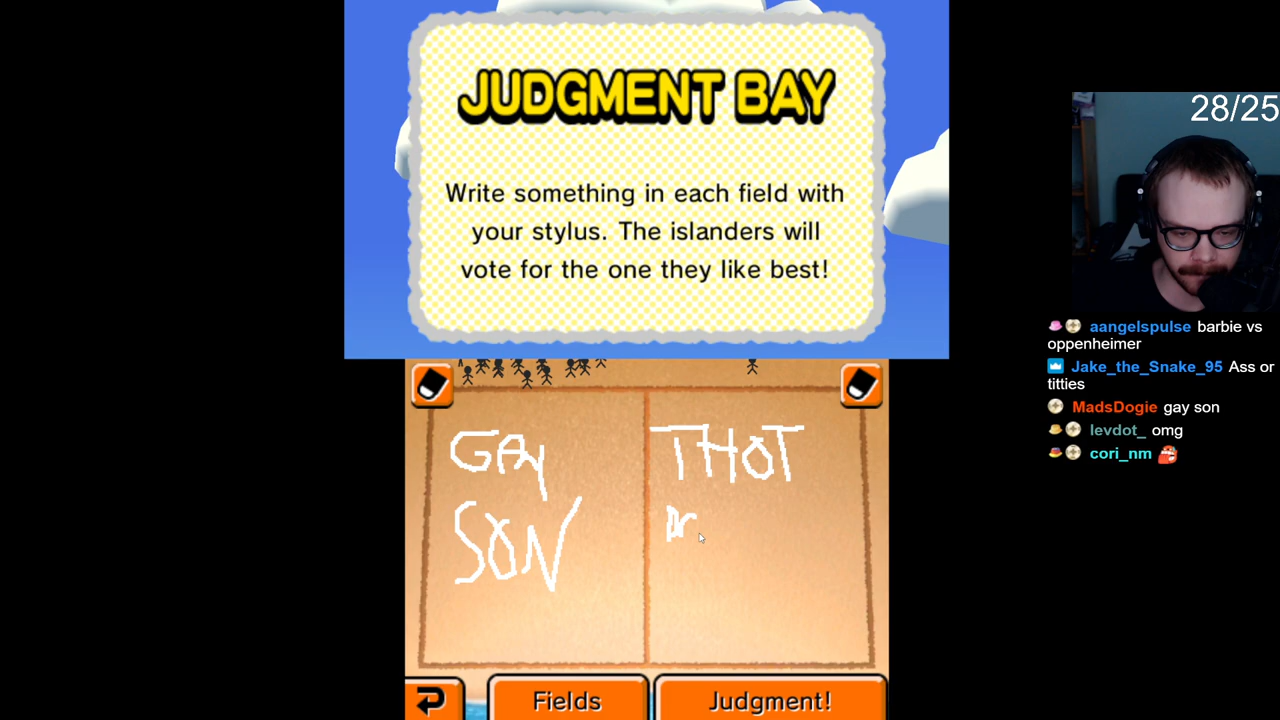 JUDGMENT BAY
Write something in each field with
your stylus. The islanders will
vote for the one they like best!
28/25
aangelspulse barbie vs
oppenheimer
Jake_the_Snake_95 Ass or
titties
MadsDogie gay son
levdot_ omg
cori_nm
GAY
SON
THOT
Fields
Judgment!